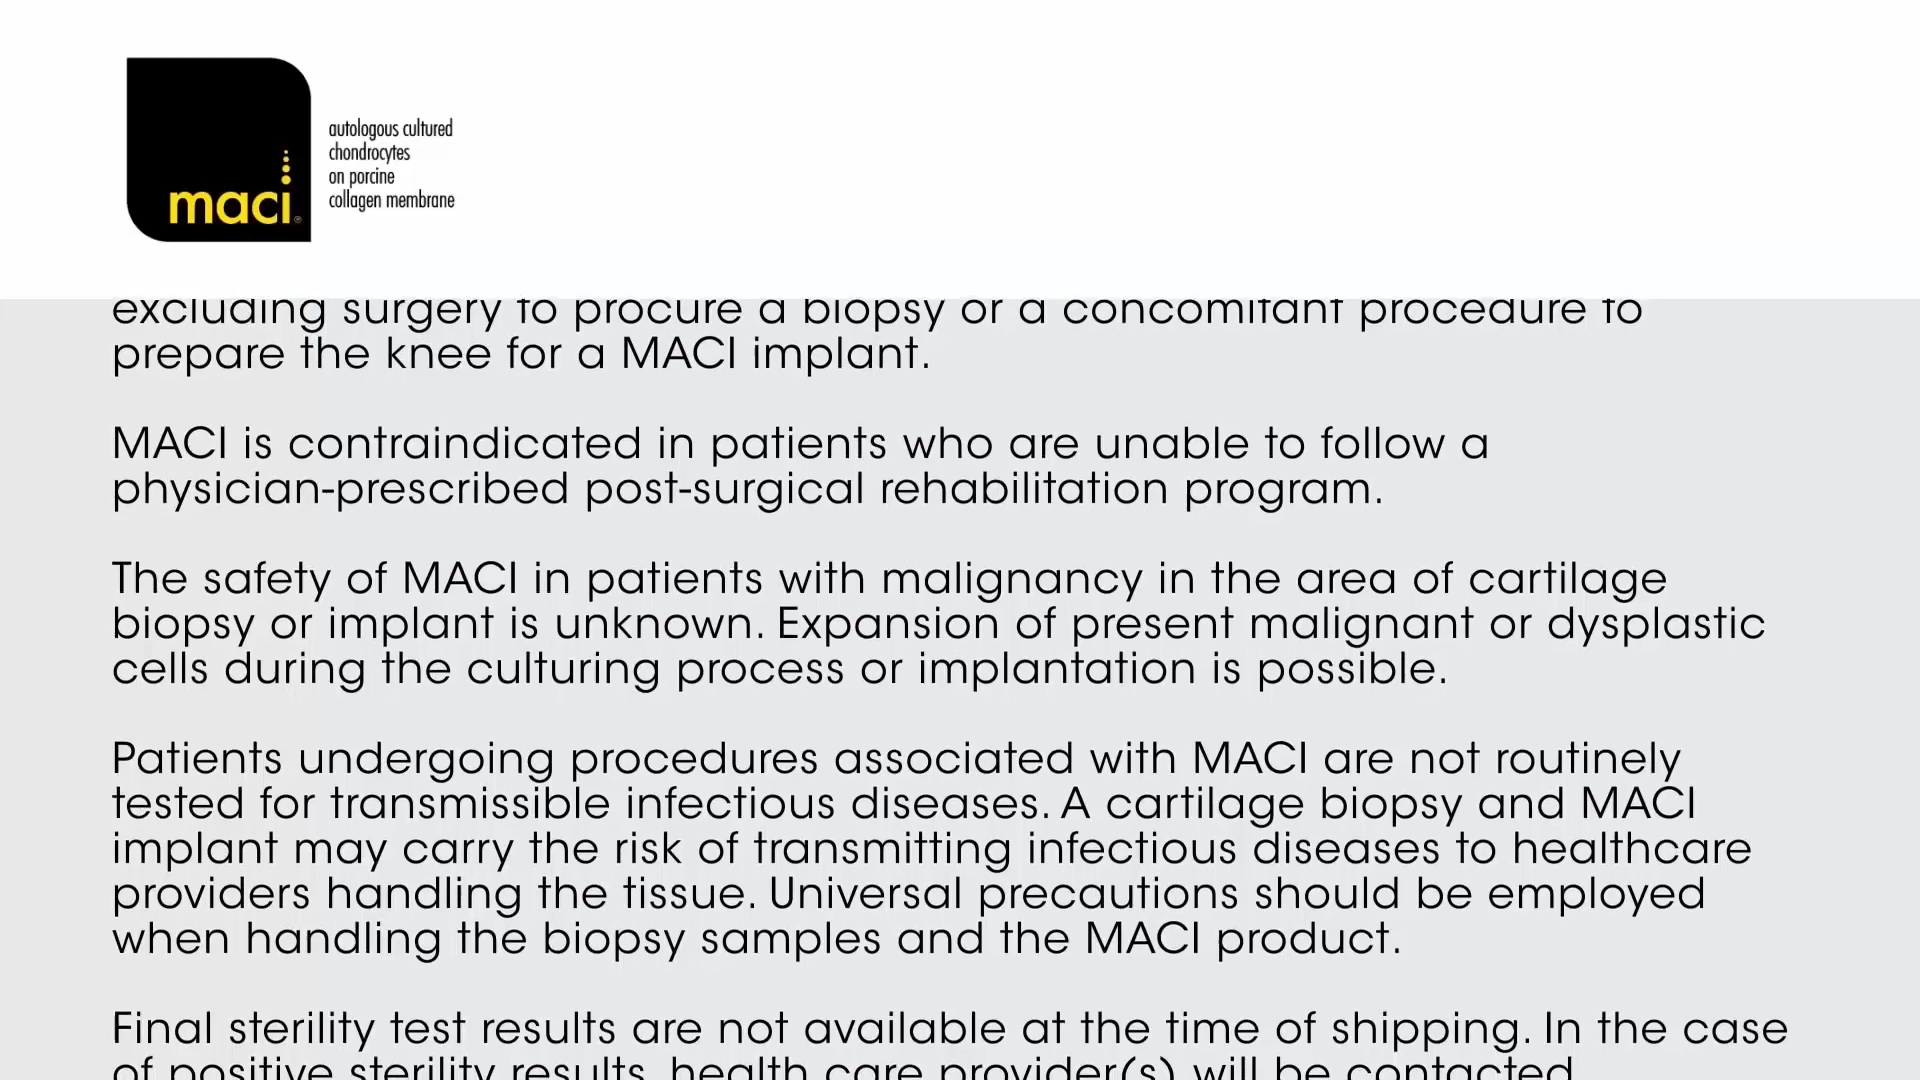 autologous cultured
chondrocytes
on porcine
collagen membrane
maci®
excluding surgery to procure a biopsy or a concomitant procedure to
prepare the knee for a MACI implant.
MACI is contraindicated in patients who are unable to follow a
physician-prescribed post-surgical rehabilitation program.
The safety of MACI in patients with malignancy in the area of cartilage
biopsy or implant is unknown. Expansion of present malignant or dysplastic
cells during the culturing process or implantation is possible.
Patients undergoing procedures associated with MACI are not routinely
tested for transmissible infectious diseases. A cartilage biopsy and MACI
implant may carry the risk of transmitting infectious diseases to healthcare
providers handling the tissue. Universal precautions should be employed
when handling the biopsy samples and the MACI product.
Final sterility test results are not available at the time of shipping. In the case
of positive sterility results, health care provider(s) will be contacted